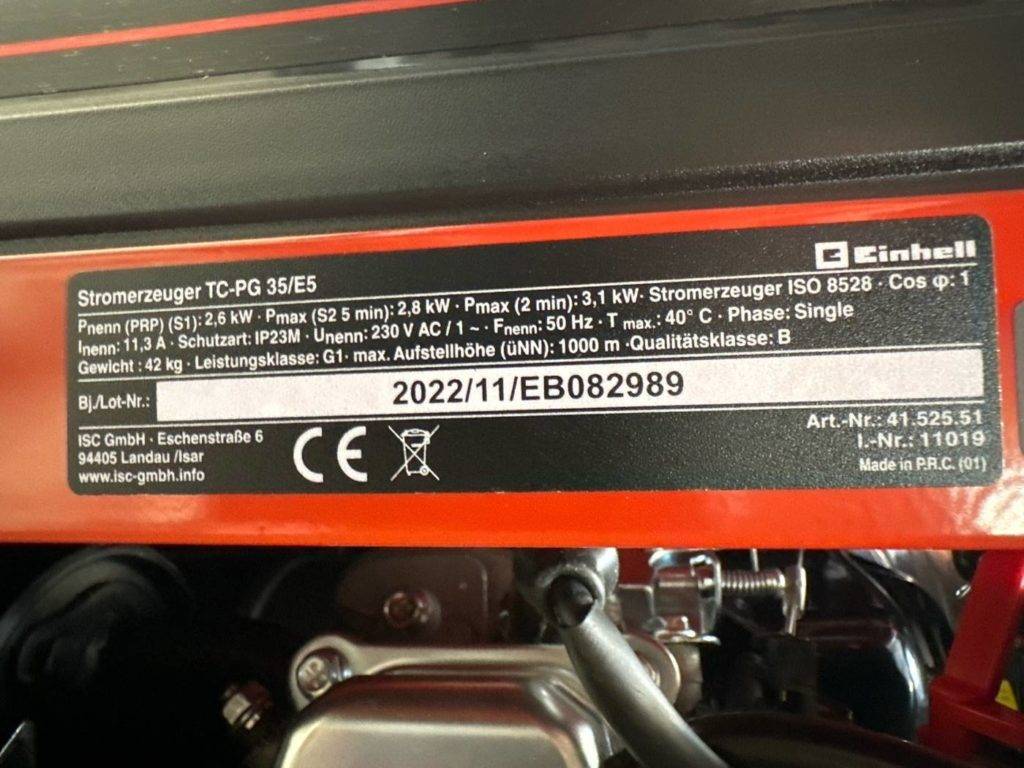 Einhell
Stromerzeuger TC-PG 35/E5
Pnenn (PRP) (S1): 2,6 kW · Pmax (S2 5 min): 2,8 kW · Pmax (2 min): 3,1 kW · Stromerzeuger ISO 8528 · Cos φ: 1
Inenn: 11,3 A · Schutzart: IP23M · Unenn: 230 V AC / 1 ~ · Fnenn: 50 Hz · T max.: 40° C · Phase: Single
Gewicht : 42 kg · Leistungsklasse: G1 · max. Aufstellhöhe (üNN): 1000 m · Qualitätsklasse: B
Bj./Lot-Nr.: 2022/11/EB082989
ISC GmbH · Eschenstraße 6
94405 Landau /Isar
www.isc-gmbh.info
CE
Art.-Nr.: 41.525.51
I.-Nr.: 11019
Made in P.R.C. (01)